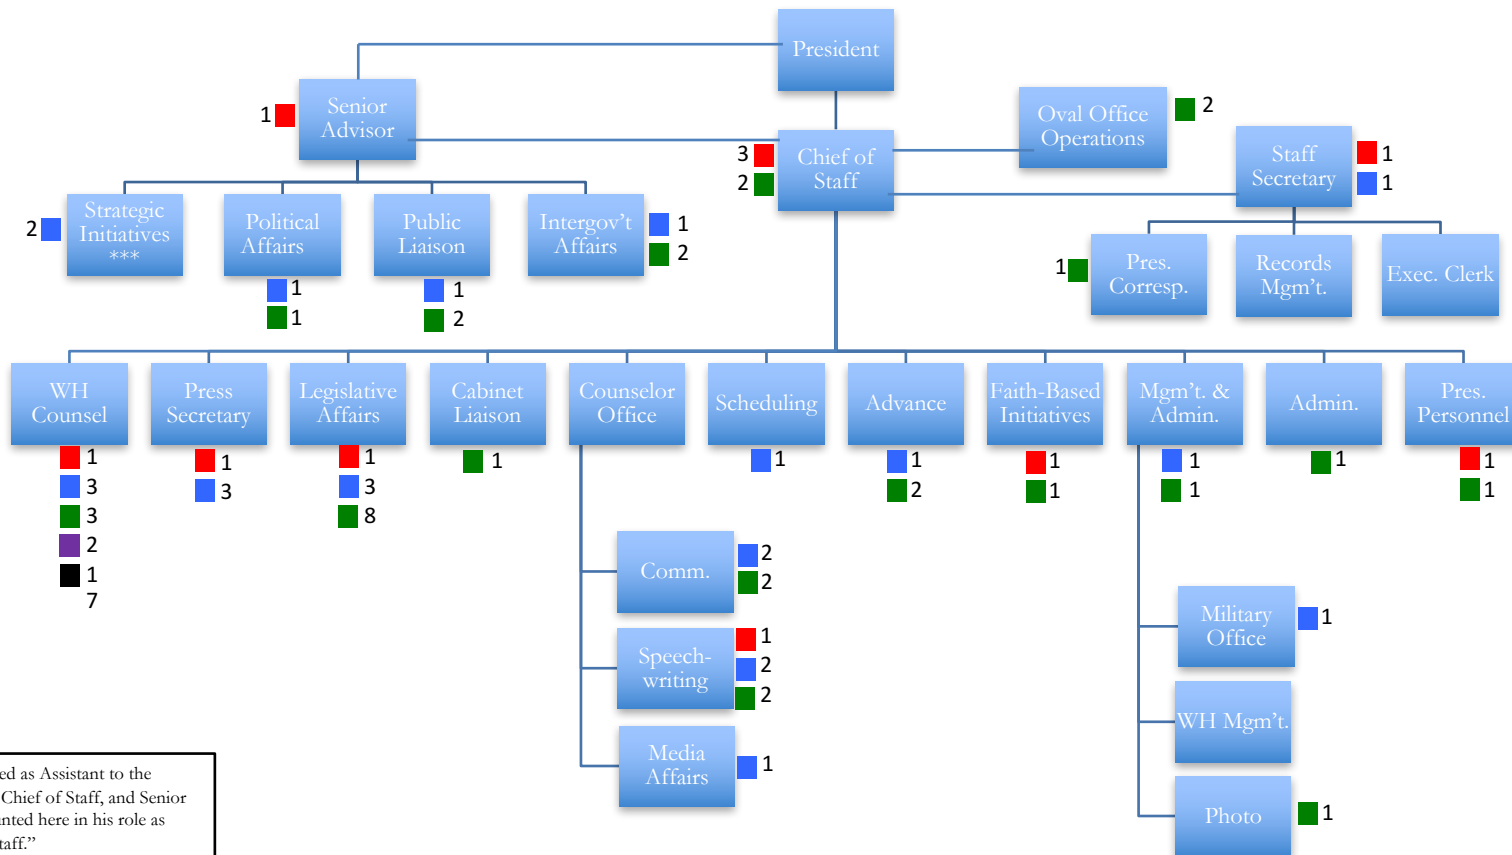 President
Senior
Advisor
1
Chief of
Staff
3
2
Oval Office
Operations
2
Staff
Secretary
1
1
Strategic
Initiatives
***
2
Political
Affairs
1
1
Public
Liaison
1
2
Intergov't
Affairs
1
2
Pres.
Corresp.
1
Records
Mgm't.
Exec. Clerk
WH
Counsel
1
3
3
2
1
7
Press
Secretary
1
3
Legislative
Affairs
1
3
8
Cabinet
Liaison
1
Counselor
Office
Scheduling
1
Advance
1
2
Faith-Based
Initiatives
1
1
Mgm't. &
Admin.
1
1
Admin.
1
Pres.
Personnel
1
1
Comm.
2
2
Speech-
writing
1
2
2
Media
Affairs
1
Military
Office
1
WH Mgm't.
Photo
1
ed as Assistant to the
Chief of Staff, and Senior
nted here in his role as
taff.”